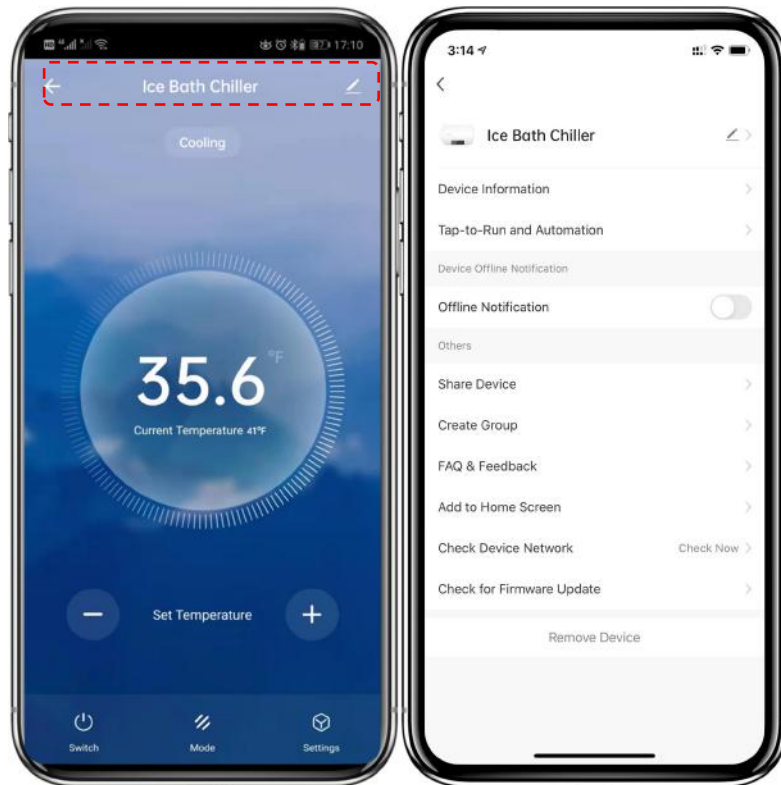 17:10
Ice Bath Chiller
Cooling
35.6 °F
Current Temperature 41°F
Set Temperature
Switch Mode Settings
3:14
Ice Bath Chiller
Device Information
Tap-to-Run and Automation
Device Offline Notification
Offline Notification
Others
Share Device
Create Group
FAQ & Feedback
Add to Home Screen
Check Device Network Check Now
Check for Firmware Update
Remove Device